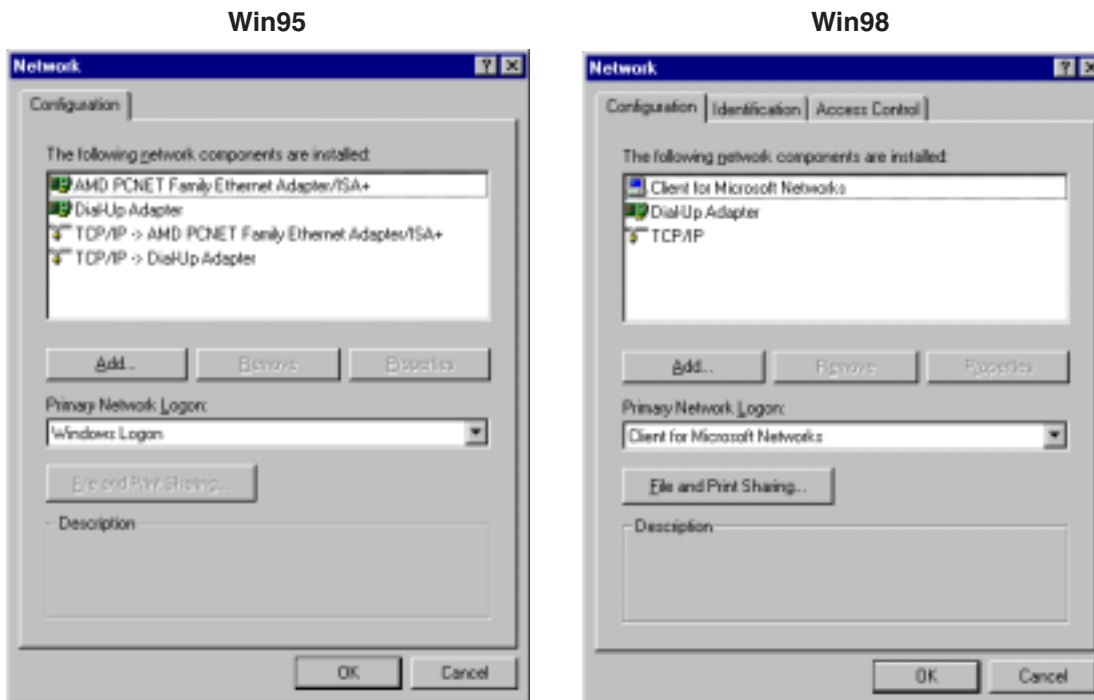 Win95
Network
Configuration
The following network components are installed:
AMD PCNET Family Ethernet Adapter/ISA+
Dial-Up Adapter
TCP/IP -> AMD PCNET Family Ethernet Adapter/ISA+
TCP/IP -> Dial-Up Adapter
Add... Remove Properties
Primary Network Logon:
Windows Logon
File and Print Sharing...
Description
OK Cancel
Win98
Network
Configuration Identification Access Control
The following network components are installed:
Client for Microsoft Networks
Dial-Up Adapter
TCP/IP
Add... Remove Properties
Primary Network Logon:
Client for Microsoft Networks
File and Print Sharing...
Description
OK Cancel